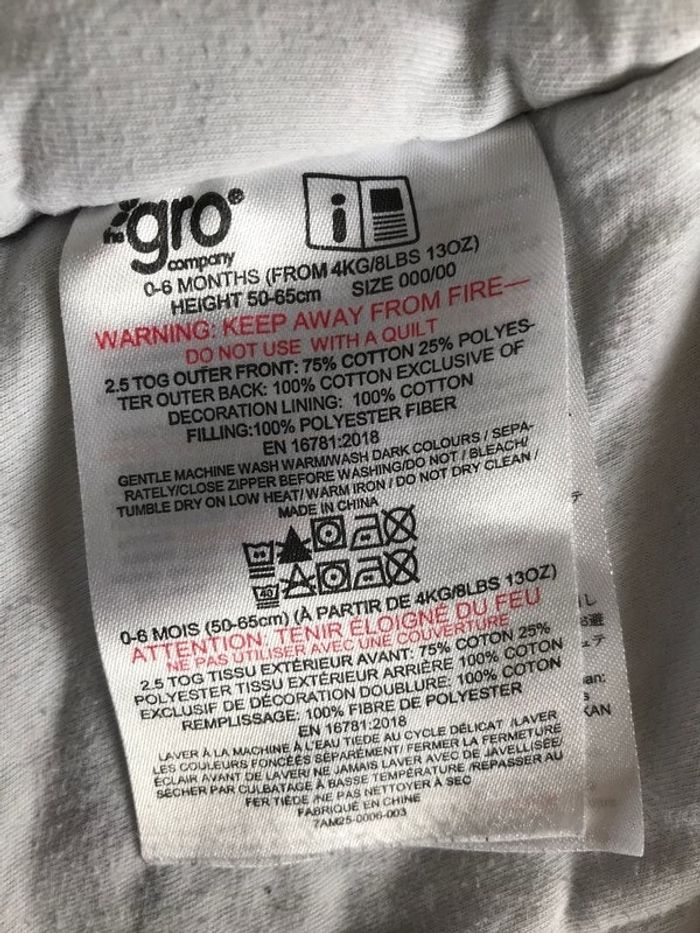 the gro®
company
0-6 MONTHS (FROM 4KG/8LBS 13OZ)
HEIGHT 50-65cm SIZE 000/00
WARNING: KEEP AWAY FROM FIRE—
DO NOT USE WITH A QUILT
2.5 TOG OUTER FRONT: 75% COTTON 25% POLYES-
TER OUTER BACK: 100% COTTON EXCLUSIVE OF
DECORATION LINING: 100% COTTON
FILLING:100% POLYESTER FIBER
EN 16781:2018
GENTLE MACHINE WASH WARM/WASH DARK COLOURS / SEPA-
RATELY/CLOSE ZIPPER BEFORE WASHING/DO NOT / BLEACH/
TUMBLE DRY ON LOW HEAT/ WARM IRON / DO NOT DRY CLEAN /
MADE IN CHINA
40
0-6 MOIS (50-65cm) (À PARTIR DE 4KG/8LBS 13OZ)
ATTENTION: TENIR ÉLOIGNÉ DU FEU
NE PAS UTILISER AVEC UNE COUVERTURE
2.5 TOG TISSU EXTÉRIEUR AVANT: 75% COTON 25%
POLYESTER TISSU EXTÉRIEUR ARRIÈRE 100% COTON
EXCLUSIF DE DÉCORATION DOUBLURE: 100% COTON
REMPLISSAGE: 100% FIBRE DE POLYESTER
EN 16781:2018
LAVER À LA MACHINE À L'EAU TIEDE AU CYCLE DÉLICAT /LAVER
LES COULEURS FONCÉES SÉPARÉMENT/ FERMER LA FERMETURE
ÉCLAIR AVANT DE LAVER/ NE JAMAIS LAVER AVEC DE JAVELLISÉE/
SÉCHER PAR CULBATAGE À BASSE TEMPÉRATURE /REPASSER AU
FER TIÈDE /NE PAS NETTOYER À SEC
FABRIQUÉ EN CHINE
7AM25-0006-003